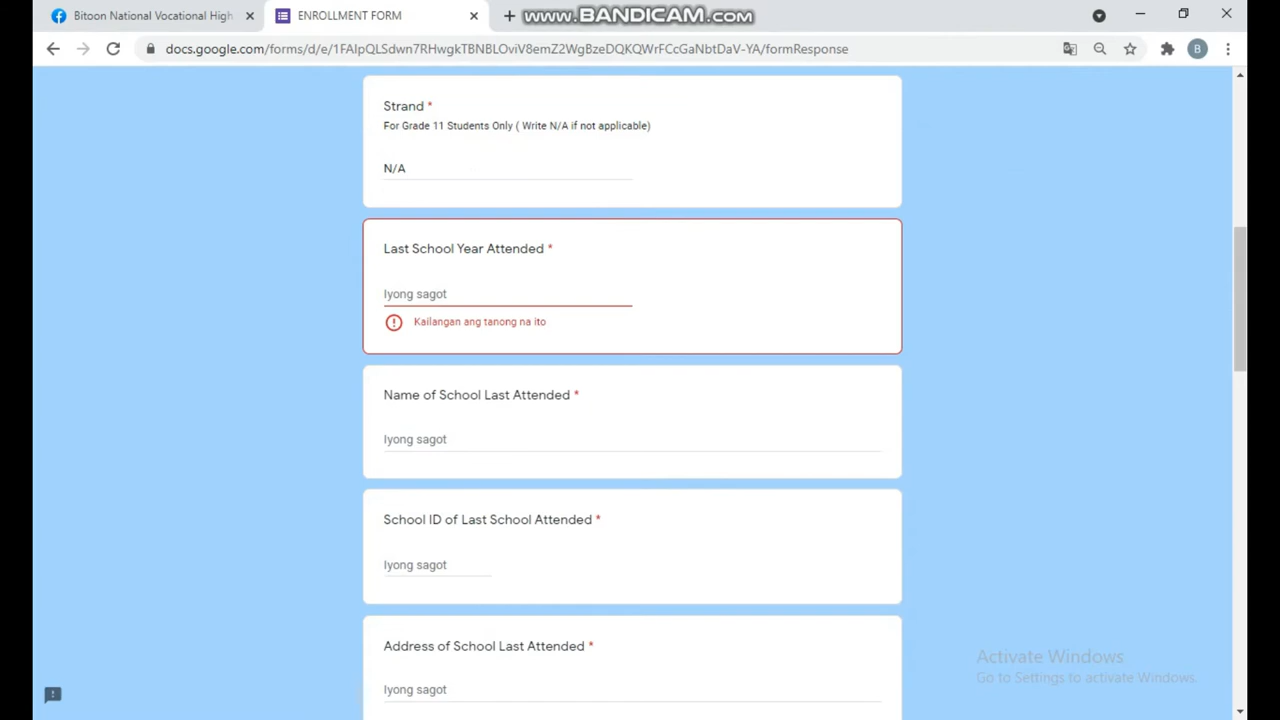 Bitoon National Vocational High
ENROLLMENT FORM
www.BANDICAM.com
docs.google.com/forms/d/e/1FAIpQLSdwn7RHwgkTBNBLOviV8emZ2WgBzeDQKQWrFCcGaNbtDaV-YA/formResponse
B
Strand *
For Grade 11 Students Only ( Write N/A if not applicable)
N/A
Last School Year Attended *
Iyong sagot
Kailangan ang tanong na ito
Name of School Last Attended *
Iyong sagot
School ID of Last School Attended *
Iyong sagot
Address of School Last Attended *
Iyong sagot
Activate Windows
Go to Settings to activate Windows.